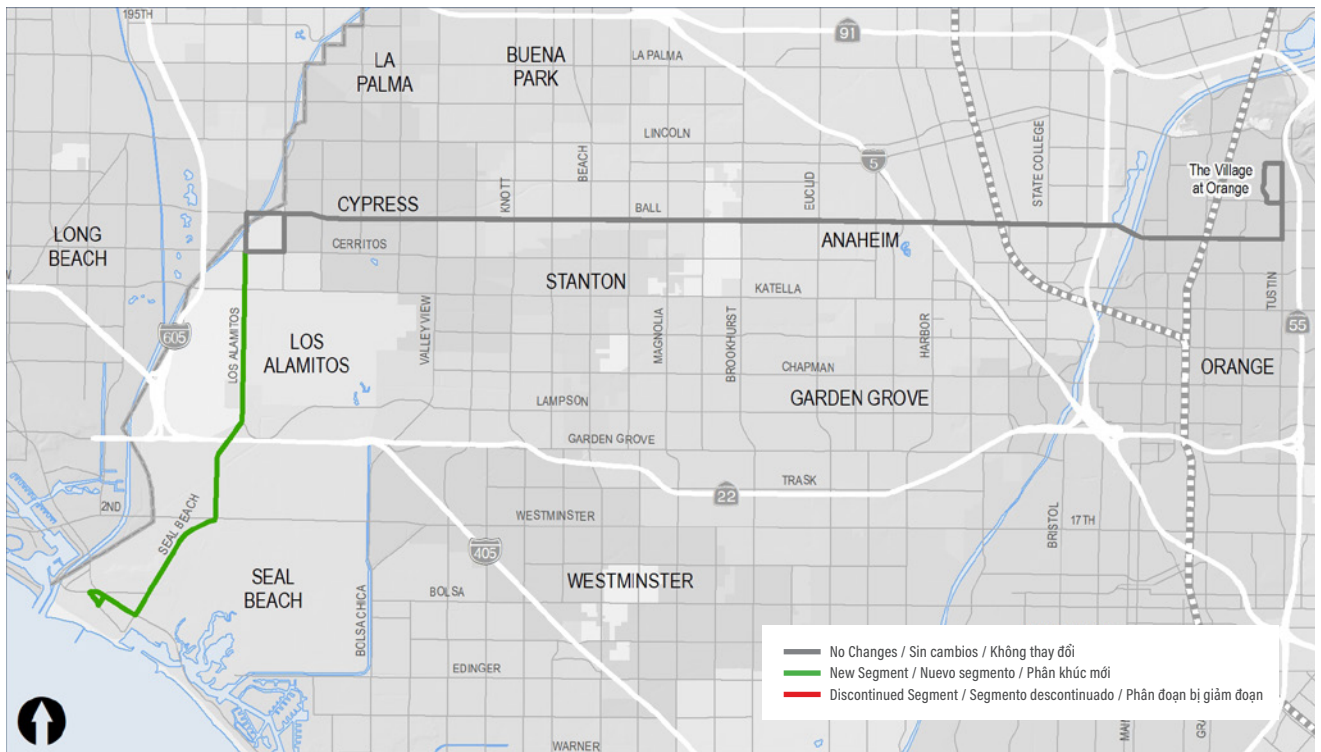 195TH
91
LA
PALMA
BUENA
PARK
LA PALMA
LINCOLN
BEACH
KNOTT
EUCLID
5
STATE COLLEGE
The Village
at Orange
CYPRESS
BALL
ANAHEIM
LONG
BEACH
CERRITOS
STANTON
KATELLA
TUSTIN
605
LOS ALAMITOS
LOS
ALAMITOS
VALLEY VIEW
MAGNOLIA
BROOKHURST
HARBOR
55
CHAPMAN
ORANGE
LAMPSON
GARDEN GROVE
GARDEN GROVE
TRASK
22
2ND
SEAL BEACH
WESTMINSTER
BRISTOL
17TH
405
SEAL
BEACH
WESTMINSTER
BOLSA
BOLSA CHICA
EDINGER
WARNER
MAI
GRA
No Changes / Sin cambios / Không thay đổi
New Segment / Nuevo segmento / Phân khúc mới
Discontinued Segment / Segmento descontinuado / Phân đoạn bị giảm đoạn